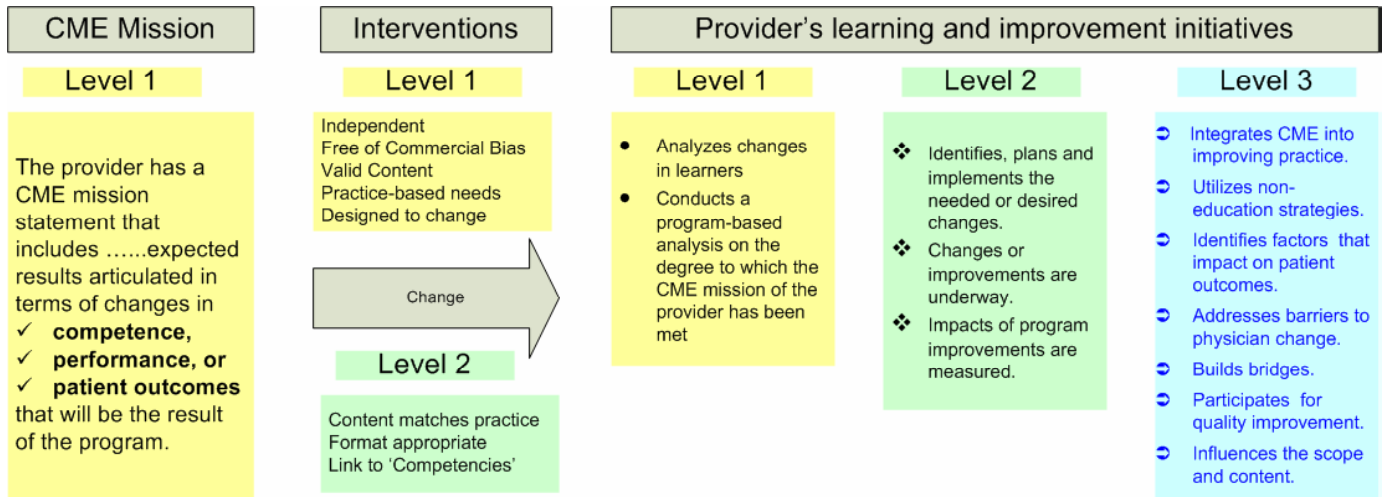 CME Mission
Level 1
The provider has a
CME mission
statement that
includes …...expected
results articulated in
terms of changes in
✓ competence,
✓ performance, or
✓ patient outcomes
that will be the result
of the program.
Interventions
Level 1
Independent
Free of Commercial Bias
Valid Content
Practice-based needs
Designed to change
Change
Level 2
Content matches practice
Format appropriate
Link to ‘Competencies’
Provider’s learning and improvement initiatives
Level 1
● Analyzes changes
in learners
● Conducts a
program-based
analysis on the
degree to which the
CME mission of the
provider has been
met
Level 2
❖ Identifies, plans and
implements the
needed or desired
changes.
❖ Changes or
improvements are
underway.
❖ Impacts of program
improvements are
measured.
Level 3
➲ Integrates CME into
improving practice.
➲ Utilizes non-
education strategies.
➲ Identifies factors that
impact on patient
outcomes.
➲ Addresses barriers to
physician change.
➲ Builds bridges.
➲ Participates for
quality improvement.
➲ Influences the scope
and content.